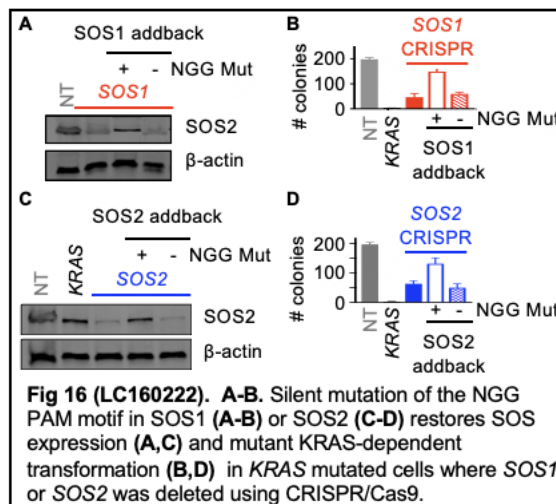 A
SOS1 addback
+ - NGG Mut
NT
SOS1
SOS2
β-actin
B
SOS1
CRISPR
# colonies
200
100
0
NT
KRAS
+ - NGG Mut
SOS1
addback
C
SOS2 addback
+ - NGG Mut
NT
KRAS
SOS2
SOS2
β-actin
D
SOS2
CRISPR
# colonies
200
100
0
NT
KRAS
+ - NGG Mut
SOS2
addback
Fig 16 (LC160222). A-B. Silent mutation of the NGG
PAM motif in SOS1 (A-B) or SOS2 (C-D) restores SOS
expression (A,C) and mutant KRAS-dependent
transformation (B,D) in KRAS mutated cells where SOS1
or SOS2 was deleted using CRISPR/Cas9.